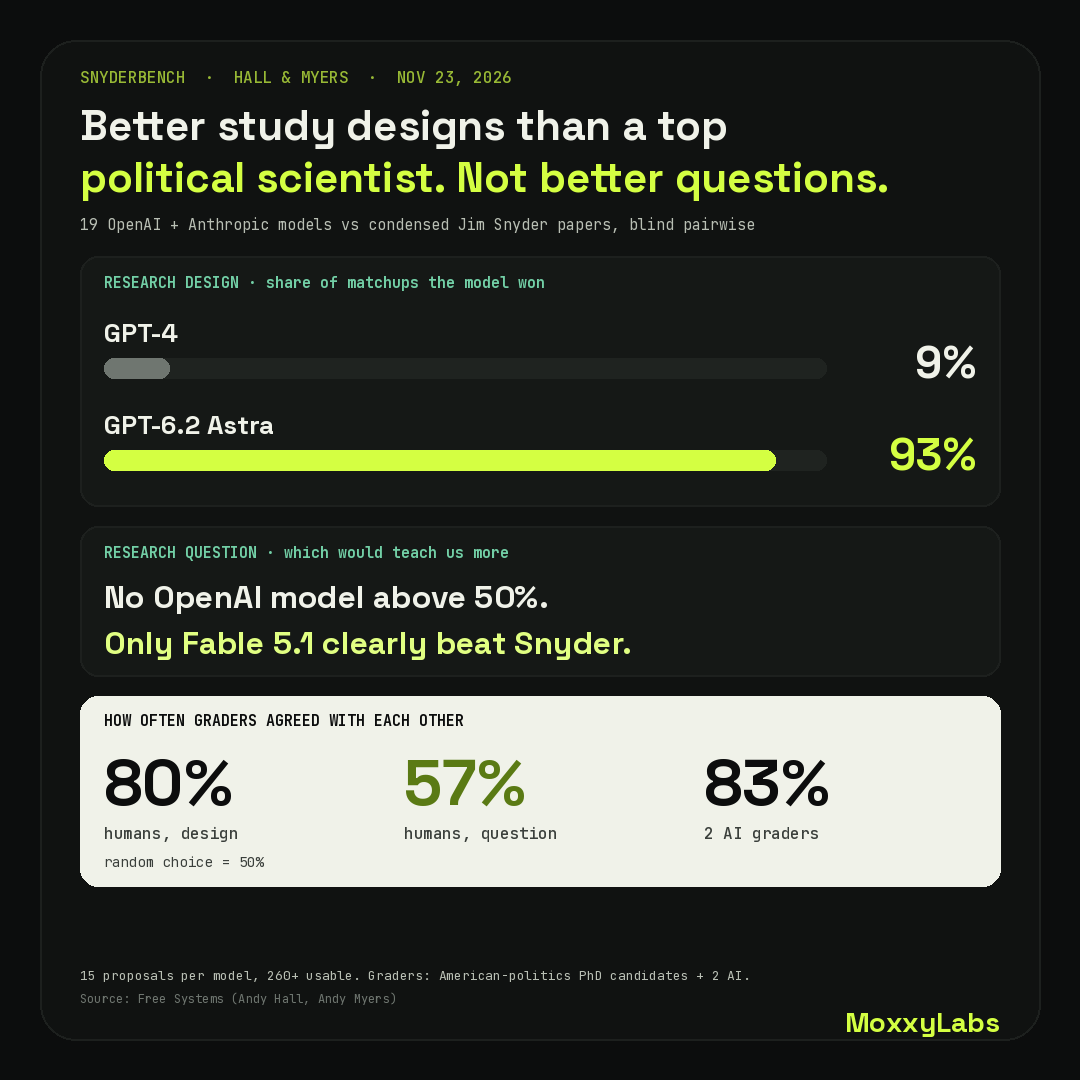 SNYDERBENCH · HALL & MYERS · NOV 23, 2026
Better study designs than a top
political scientist. Not better questions.
19 OpenAI + Anthropic models vs condensed Jim Snyder papers, blind pairwise
RESEARCH DESIGN · share of matchups the model won
GPT-4
9%
GPT-6.2 Astra
93%
RESEARCH QUESTION · which would teach us more
No OpenAI model above 50%.
Only Fable 5.1 clearly beat Snyder.
HOW OFTEN GRADERS AGREED WITH EACH OTHER
80% 57% 83%
humans, design humans, question 2 AI graders
random choice = 50%
15 proposals per model, 260+ usable. Graders: American-politics PhD candidates + 2 AI.
Source: Free Systems (Andy Hall, Andy Myers)
MoxxyLabs